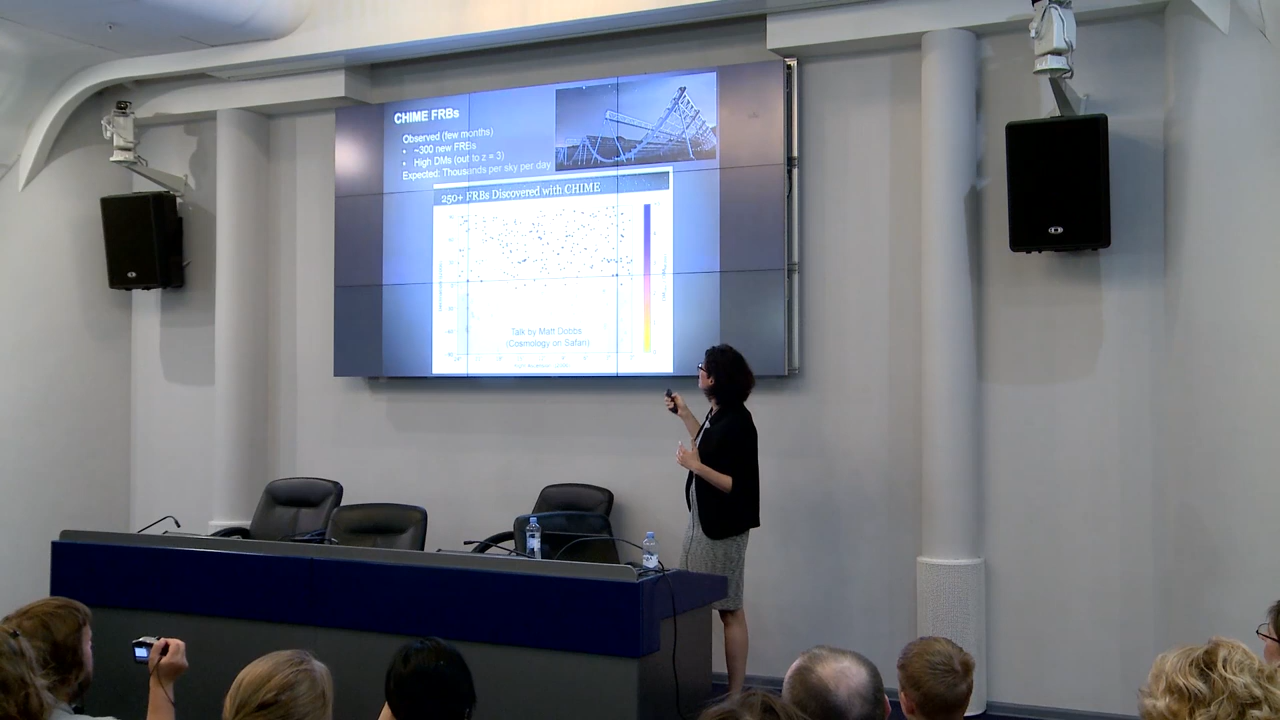 CHIME FRBs
Observed (few months)
• ~300 new FRBs
• High DMs (out to z = 3)
Expected: Thousands per sky per day
250+ FRBs Discovered with CHIME
Talk by Matt Dobbs
(Cosmology on Safari)